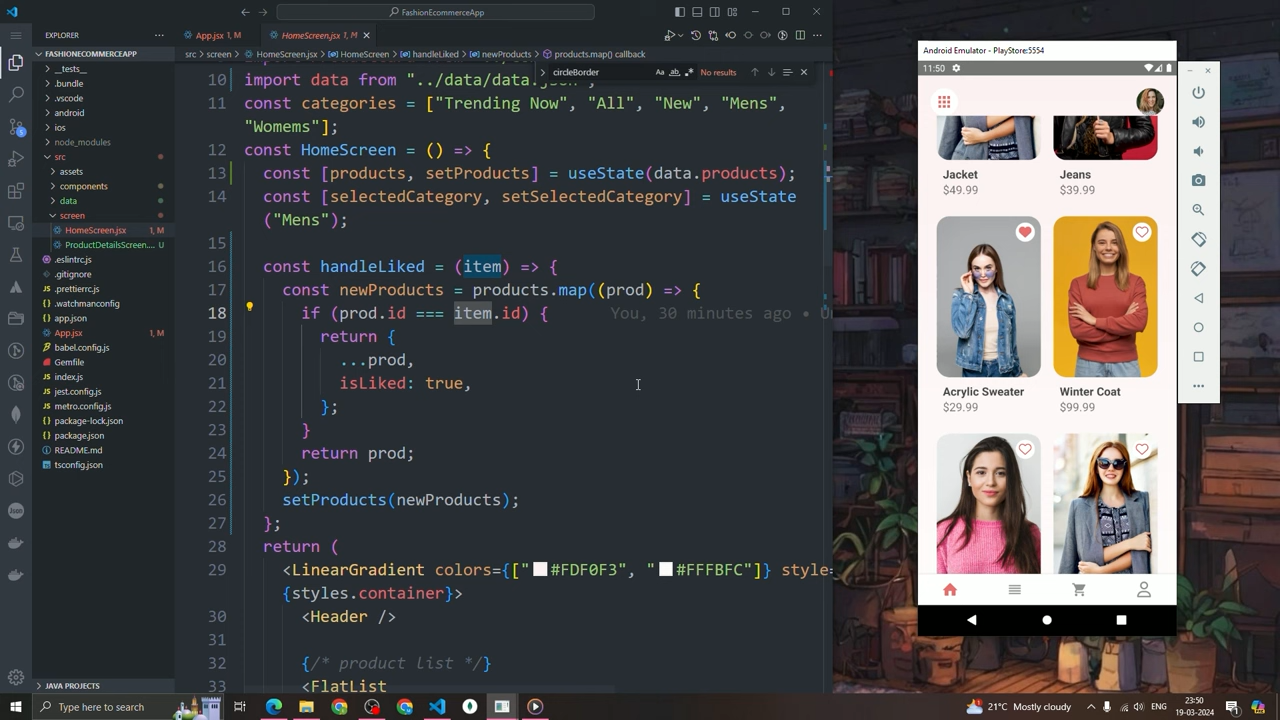 FashionEcommerceApp
EXPLORER
App.jsx 1, M
HomeScreen.jsx 1, M
src > screen > HomeScreen.jsx > HomeScreen > handleLiked > newProducts > products.map() callback
circleBorder
Aa ab
No results
FASHIONECOMMERCEAPP
__tests__
.bundle
.vscode
android
ios
node_modules
src
assets
components
data
screen
HomeScreen.jsx 1, M
ProductDetailsScreen.... U
.eslintrc.js
.gitignore
.prettierrc.js
.watchmanconfig
app.json
App.jsx 1, M
babel.config.js
Gemfile
index.js
jest.config.js
metro.config.js
package-lock.json
package.json
README.md
tsconfig.json
JAVA PROJECTS
10 import data from "../data/data.json";
11 const categories = ["Trending Now", "All", "New", "Mens",
"Womems"];
12 const HomeScreen = () => {
13 const [products, setProducts] = useState(data.products);
14 const [selectedCategory, setSelectedCategory] = useState
("Mens");
15
16 const handleLiked = (item) => {
17 const newProducts = products.map((prod) => {
18 if (prod.id === item.id) { You, 30 minutes ago •
19 return {
20 ...prod,
21 isLiked: true,
22 };
23 }
24 return prod;
25 });
26 setProducts(newProducts);
27 };
28 return (
29 <LinearGradient colors={["#FDF0F3", "#FFFBFC"]} style=
{styles.container}>
30 <Header />
31
32 {/* product list */}
33 <FlatList
Android Emulator - PlayStore:5554
11:50
Jacket
$49.99
Jeans
$39.99
Acrylic Sweater
$29.99
Winter Coat
$99.99
Type here to search
21°C Mostly cloudy
ENG
23:50
19-03-2024